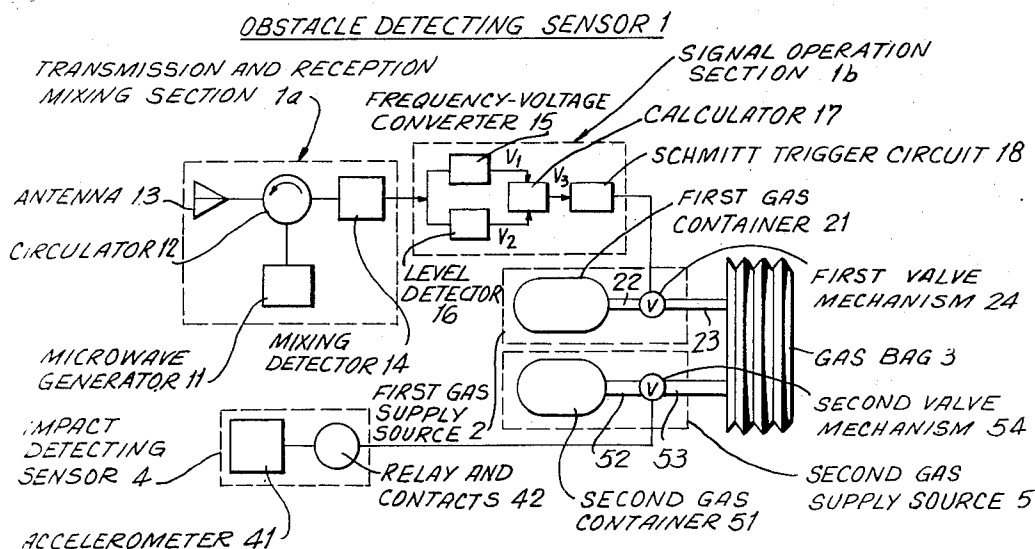 OBSTACLE DETECTING SENSOR 1
TRANSMISSION AND RECEPTION
MIXING SECTION 1a
SIGNAL OPERATION
SECTION 1b
FREQUENCY-VOLTAGE
CONVERTER 15
CALCULATOR 17
SCHMITT TRIGGER CIRCUIT 18
V1
V3
V2
ANTENNA 13
CIRCULATOR 12
FIRST GAS
CONTAINER 21
LEVEL
DETECTOR
16
22
V
23
FIRST VALVE
MECHANISM 24
MICROWAVE
GENERATOR 11
MIXING
DETECTOR 14
GAS BAG 3
FIRST GAS
SUPPLY
SOURCE 2
V
52
53
SECOND VALVE
MECHANISM 54
IMPACT
DETECTING
SENSOR 4
RELAY AND
CONTACTS 42
SECOND GAS
CONTAINER 51
SECOND GAS
SUPPLY SOURCE 5
ACCELEROMETER 41